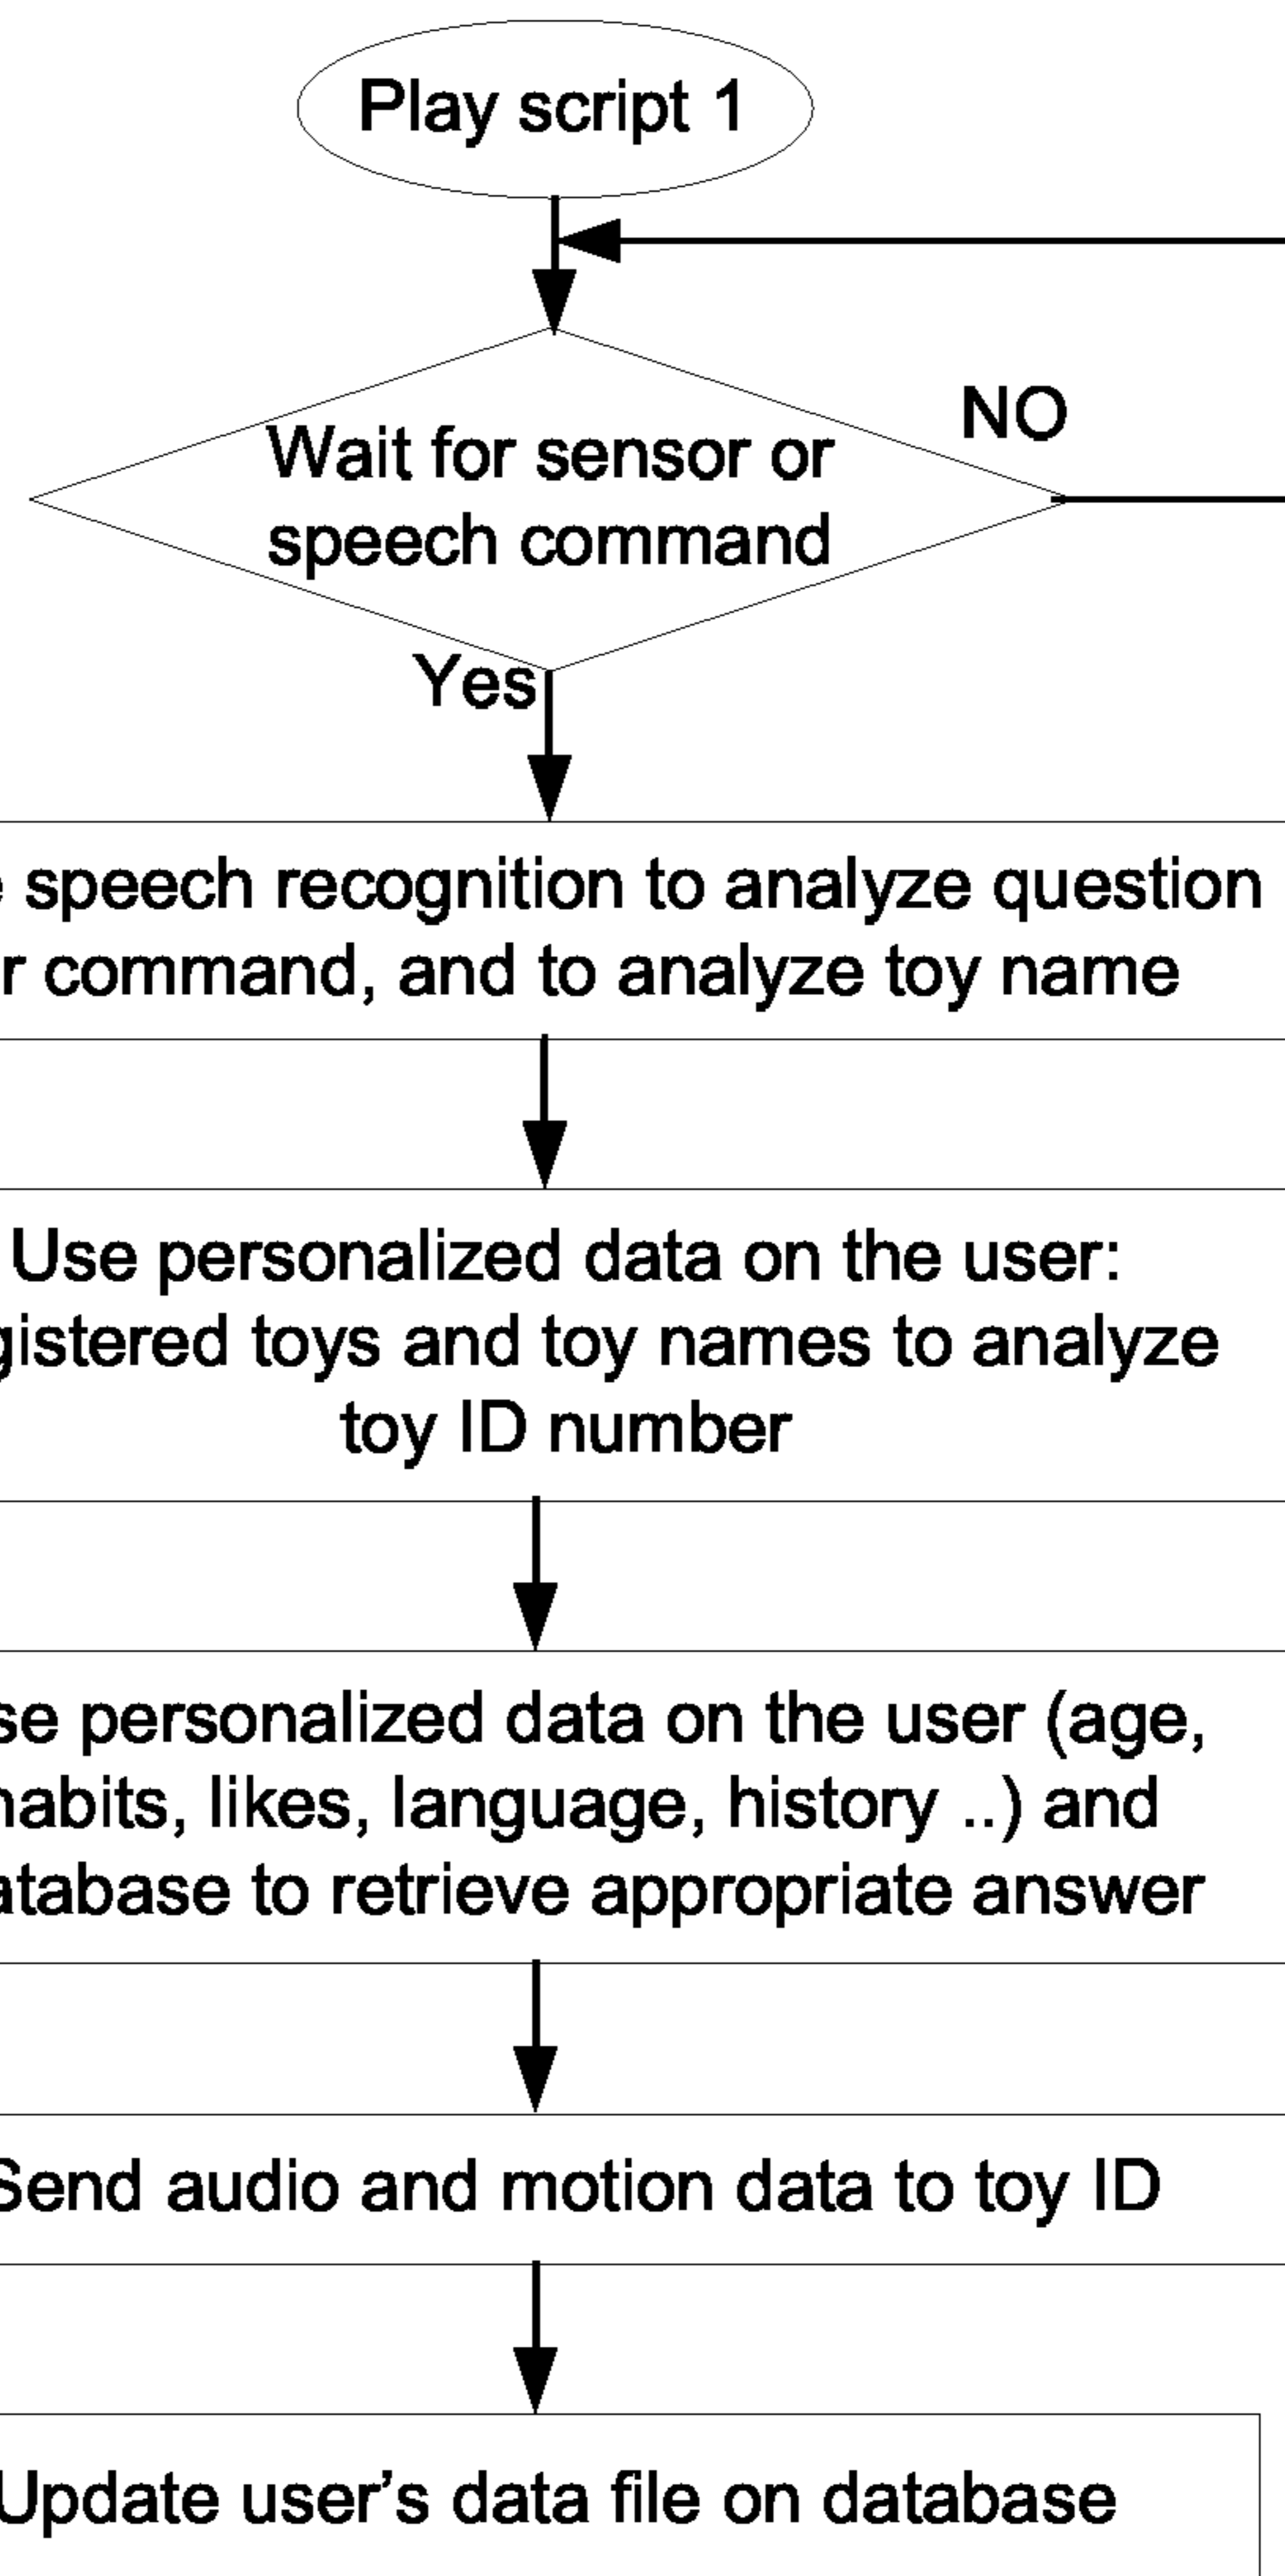 Play script 1
NO
Wait for sensor or
speech command
Yes
speech recognition to analyze question
command, and to analyze toy name
Use personalized data on the user:
toys and toy names to analyze
toy ID number
personalized data on the user (age,
habits, likes, language, history ..) and
to retrieve appropriate answer
Send audio and motion data to toy ID
Update user’s data file on database